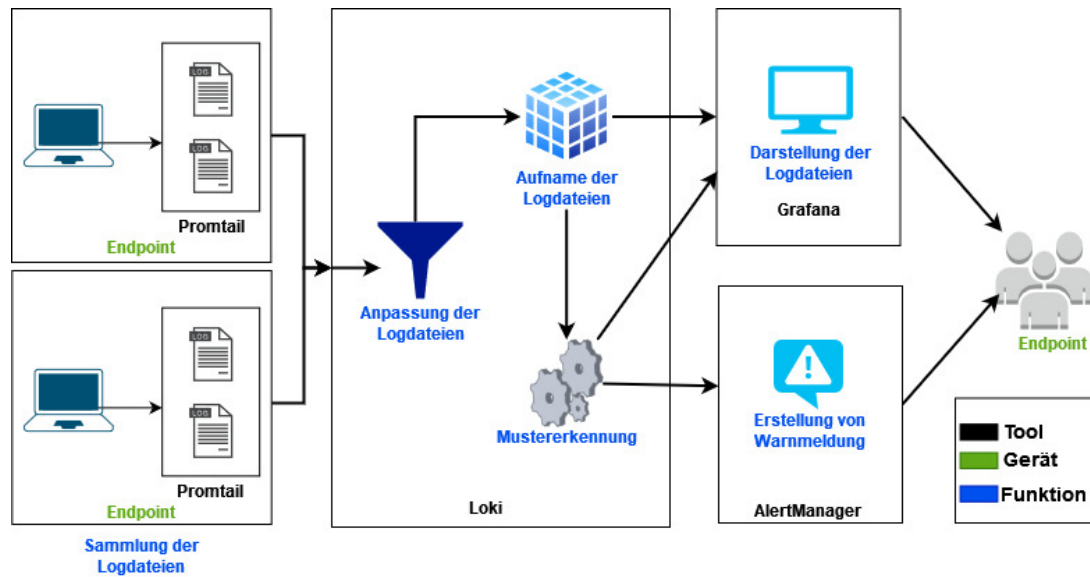 LOG
LOG
Promtail
Endpoint
LOG
LOG
Promtail
Endpoint
Sammlung der
Logdateien
Anpassung der
Logdateien
Aufname der
Logdateien
Mustererkennung
Loki
Darstellung der
Logdateien
Grafana
Erstellung von
Warnmeldung
AlertManager
Endpoint
Tool
Gerät
Funktion